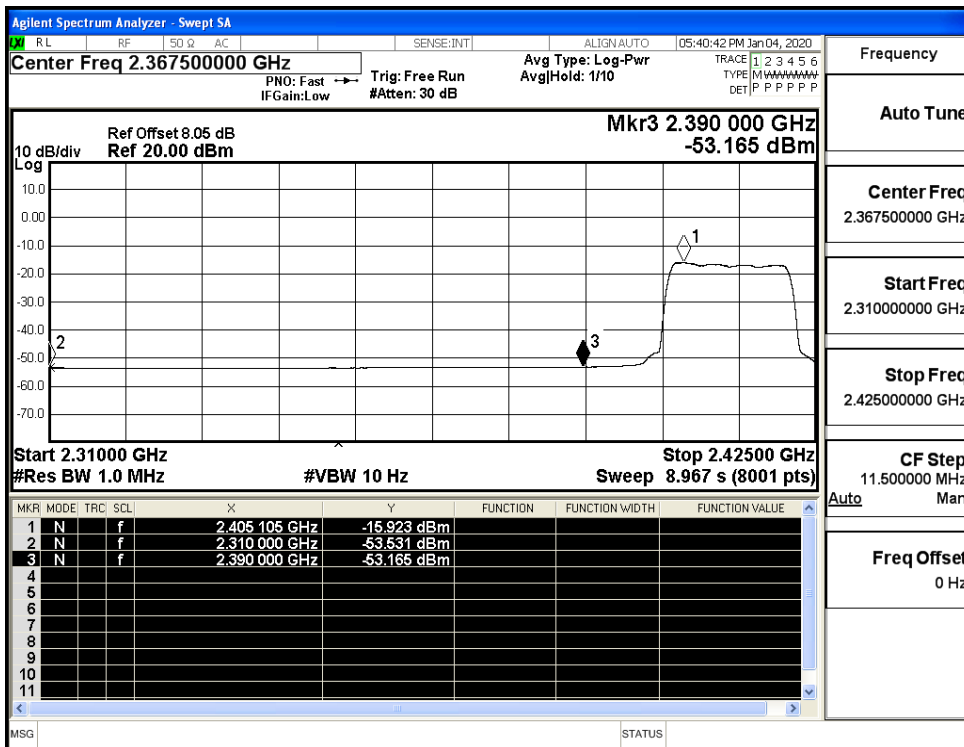 Agilent Spectrum Analyzer - Swept SA
LXI RL RF 50 Ω AC SENSE:INT ALIGNAUTO 05:40:42 PM Jan 04, 2020
Center Freq 2.367500000 GHz
PNO: Fast
IFGain:Low
Trig: Free Run
#Atten: 30 dB
Avg Type: Log-Pwr
Avg|Hold: 1/10
TRACE 1 2 3 4 5 6
TYPE M WWWWW
DET P P P P P P
Ref Offset 8.05 dB
10 dB/div Ref 20.00 dBm
Log
Mkr3 2.390 000 GHz
-53.165 dBm
10.0
0.00
-10.0
-20.0
-30.0
-40.0
-50.0
-60.0
-70.0
1
2
3
Start 2.31000 GHz Stop 2.42500 GHz
#Res BW 1.0 MHz #VBW 10 Hz Sweep 8.967 s (8001 pts)
MKR MODE TRC SCL X Y FUNCTION FUNCTION WIDTH FUNCTION VALUE
1 N f 2.405 105 GHz -15.923 dBm
2 N f 2.310 000 GHz -53.531 dBm
3 N f 2.390 000 GHz -53.165 dBm
4
5
6
7
8
9
10
11
MSG STATUS
Frequency
Auto Tune
Center Freq
2.367500000 GHz
Start Freq
2.310000000 GHz
Stop Freq
2.425000000 GHz
CF Step
11.500000 MHz
Auto Man
Freq Offset
0 Hz